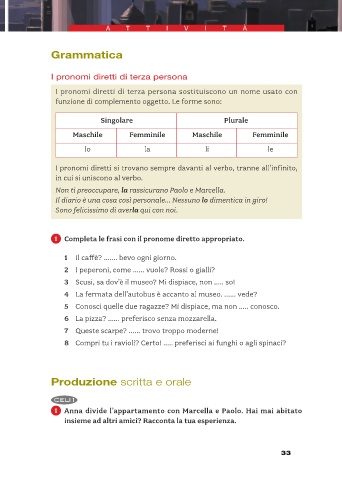 ATTIVITÀ
Grammatica
I pronomi diretti di terza persona
I pronomi diretti di terza persona sostituiscono un nome usato con
funzione di complemento oggetto. Le forme sono:
Singolare Plurale
Maschile Femminile Maschile Femminile
lo la li le
I pronomi diretti si trovano sempre davanti al verbo, tranne all'infinito,
in cui si uniscono al verbo.
Non ti preoccupare, la rassicurano Paolo e Marcella.
Il diario è una cosa così personale... Nessuno lo dimentica in giro!
Sono felicissimo di averla qui con noi.
1 Completa le frasi con il pronome diretto appropriato.
1 Il caffè? ....... bevo ogni giorno.
2 I peperoni, come ...... vuole? Rossi o gialli?
3 Scusi, sa dov'è il museo? Mi dispiace, non ..... so!
4 La fermata dell'autobus è accanto al museo. ...... vede?
5 Conosci quelle due ragazze? Mi dispiace, ma non ..... conosco.
6 La pizza? ...... preferisco senza mozzarella.
7 Queste scarpe? ...... trovo troppo moderne!
8 Compri tu i ravioli? Certo! ..... preferisci ai funghi o agli spinaci?
Produzione scritta e orale
CELI 1
1 Anna divide l'appartamento con Marcella e Paolo. Hai mai abitato
insieme ad altri amici? Racconta la tua esperienza.
33